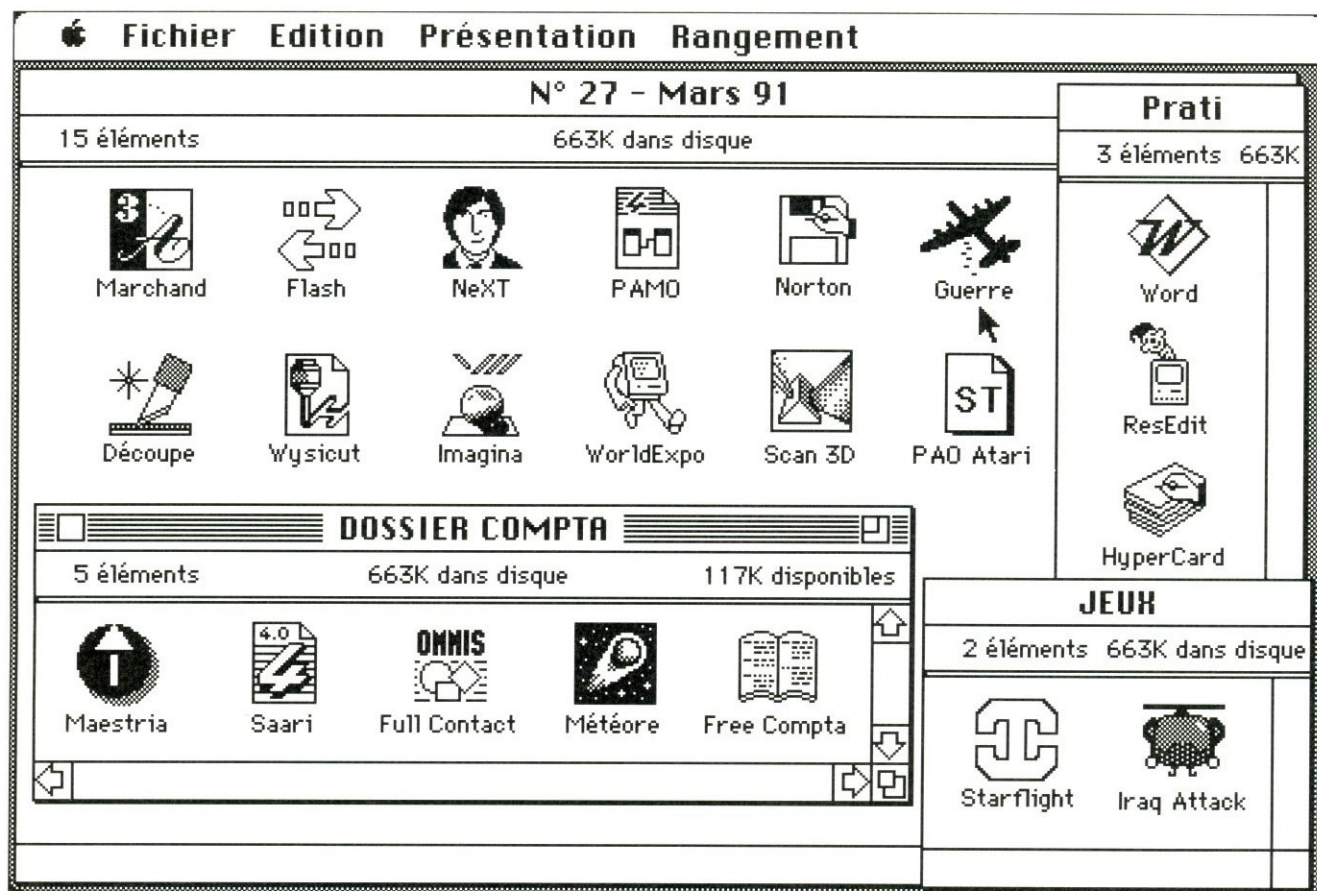 Fichier Edition Présentation Rangement
N° 27 - Mars 91
15 éléments 663K dans disque
Marchand Flash NeXT PAMO Norton Guerre
ST
Découpe Wysicut Imagina WorldExpo Scan 3D PAO Atari
Prati
3 éléments 663K
Word
ResEdit
HyperCard
DOSSIER COMPTA
5 éléments 663K dans disque 117K disponibles
4.0 OMNIS
Maestria Saari Full Contact Météore Free Compta
JEUX
2 éléments 663K dans disque
Starflight Iraq Attack